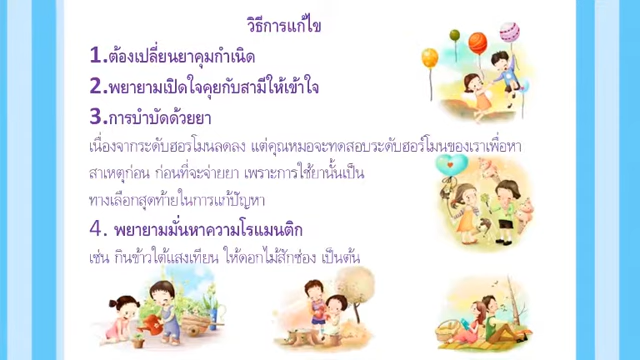 วิธีการแก้ไข
1.ต้องเปลี่ยนยาคุมกำเนิด
2.พยายามเปิดใจคุยกับสามีให้เข้าใจ
3.การบำบัดด้วยยา
เนื่องจากระดับฮอรโมนลดลง แต่คุณหมอจะทดสอบระดับฮอร์โมนของเราเพื่อหา
สาเหตุก่อน ก่อนที่จะจ่ายยา เพราะการใช้ยานั้นเป็น
ทางเลือกสุดท้ายในการแก้ปัญหา
4. พยายามมั่นหาความโรแมนติก
เช่น กินข้าวใต้แสงเทียน ให้ดอกไม้สักช่อง เป็นต้น